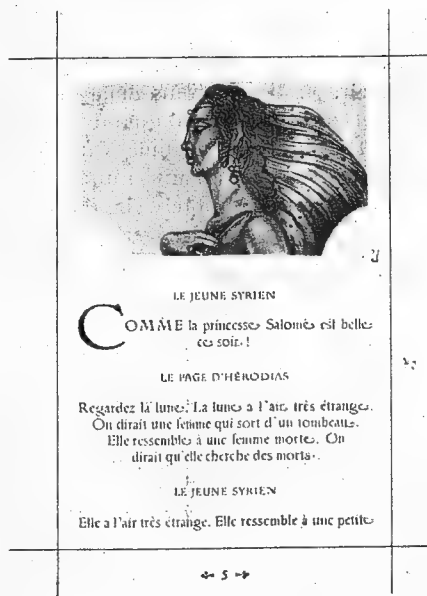 LE JEUNE SYRIEN
COMME la princesse Salomé est belle
ce soir !
LE PAGE D'HÉRODIAS
Regardez la lune. La lune a l'air très étrange.
On dirait une femme qui sort d'un tombeau.
Elle ressemble à une femme morte. On
dirait qu'elle cherche des morts.
LE JEUNE SYRIEN
Elle a l'air très étrange. Elle ressemble à une petite
5